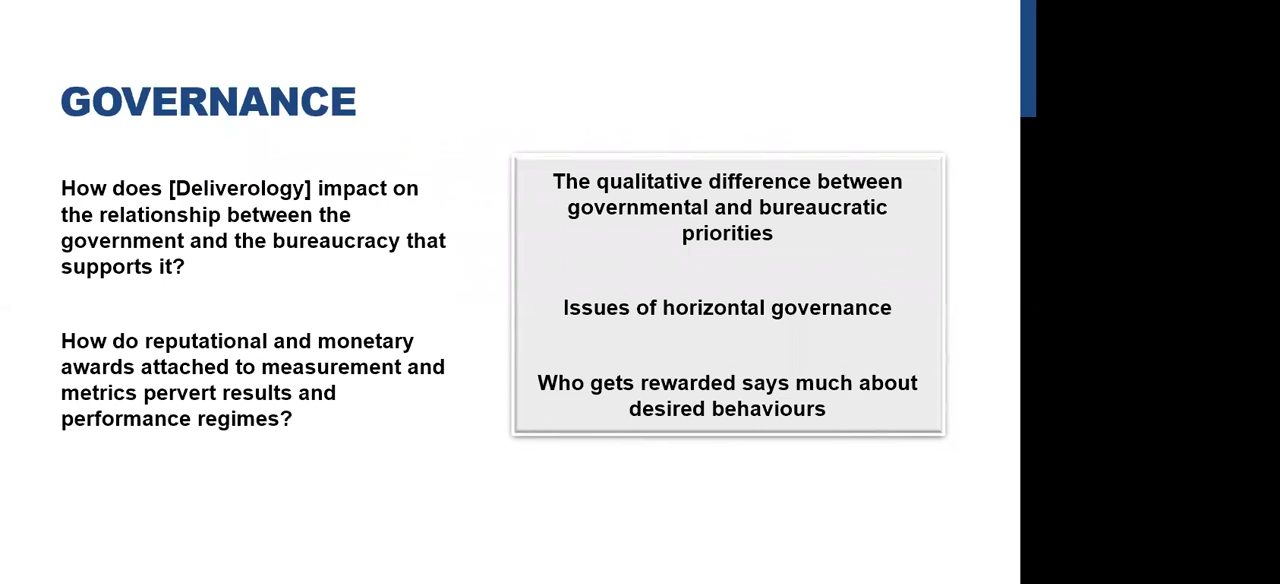 GOVERNANCE
How does [Deliverology] impact on
the relationship between the
government and the bureaucracy that
supports it?
How do reputational and monetary
awards attached to measurement and
metrics pervert results and
performance regimes?
The qualitative difference between
governmental and bureaucratic
priorities
Issues of horizontal governance
Who gets rewarded says much about
desired behaviours